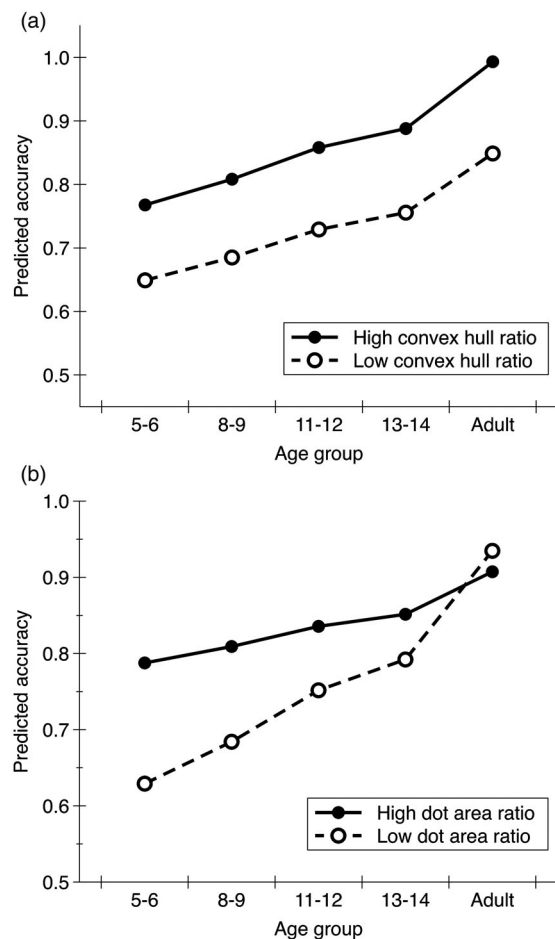 (a)
1.0
0.9
0.8
0.7
0.6
0.5
Predicted accuracy
High convex hull ratio
Low convex hull ratio
5-6 8-9 11-12 13-14 Adult
Age group
(b)
1.0
0.9
0.8
0.7
0.6
0.5
Predicted accuracy
High dot area ratio
Low dot area ratio
5-6 8-9 11-12 13-14 Adult
Age group